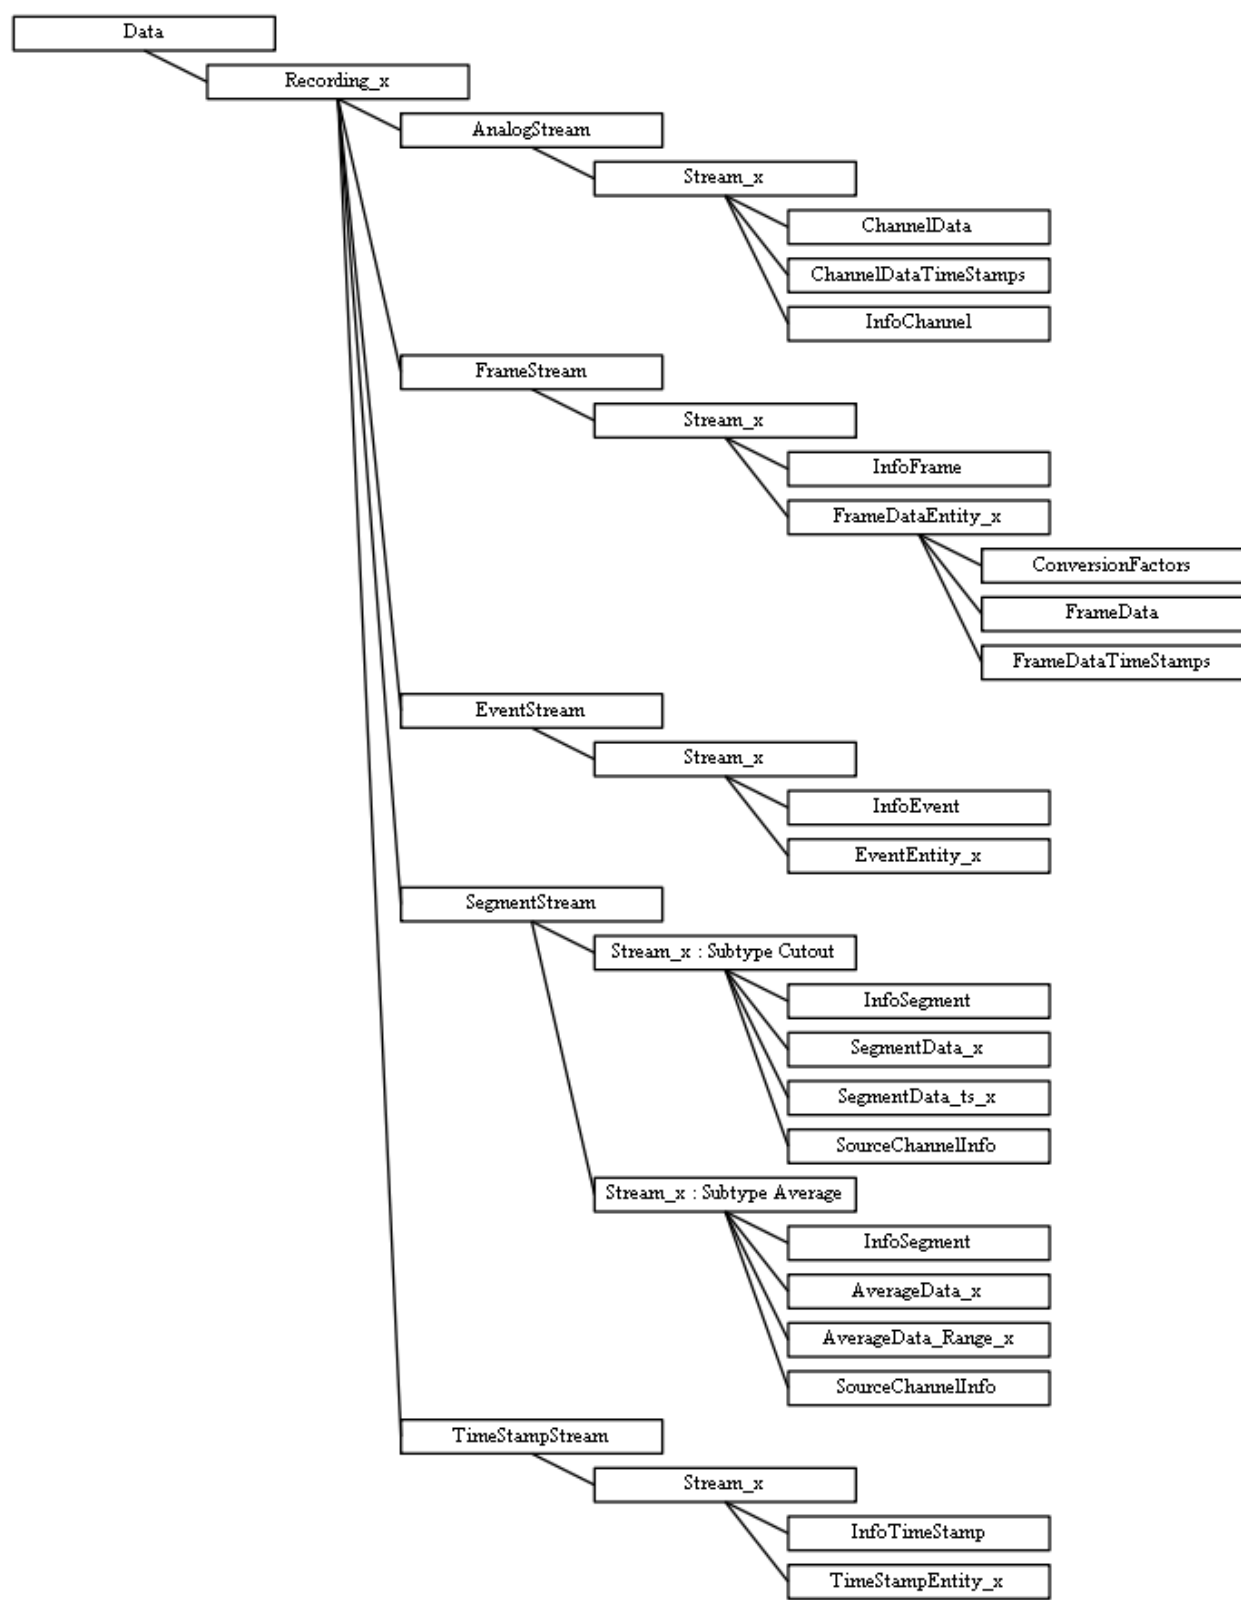 Data
Recording_x
AnalogStream
Stream_x
ChannelData
ChannelDataTimeStamps
InfoChannel
FrameStream
Stream_x
InfoFrame
FrameDataEntity_x
ConversionFactors
FrameData
FrameDataTimeStamps
EventStream
Stream_x
InfoEvent
EventEntity_x
SegmentStream
Stream_x : Subtype Cutout
InfoSegment
SegmentData_x
SegmentData_ts_x
SourceChannelInfo
Stream_x : Subtype Average
InfoSegment
AverageData_x
AverageData_Range_x
SourceChannelInfo
TimeStampStream
Stream_x
InfoTimeStamp
TimeStampEntity_x